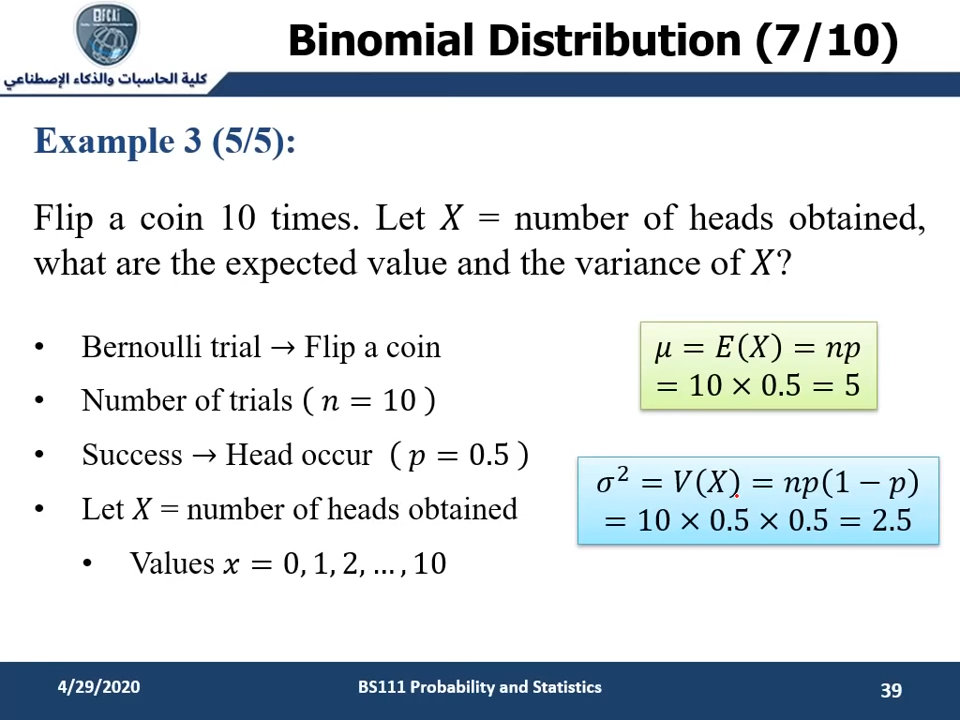 BFCAI
كلية الحاسبات والذكاء الإصطناعي
Binomial Distribution (7/10)
Example 3 (5/5):
Flip a coin 10 times. Let X = number of heads obtained,
what are the expected value and the variance of X?
• Bernoulli trial → Flip a coin
• Number of trials ( n = 10 )
• Success → Head occur ( p = 0.5 )
• Let X = number of heads obtained
• Values x = 0, 1, 2, … , 10
μ = E(X) = np
= 10 × 0.5 = 5
σ² = V(X) = np(1 − p)
= 10 × 0.5 × 0.5 = 2.5
4/29/2020
BS111 Probability and Statistics
39